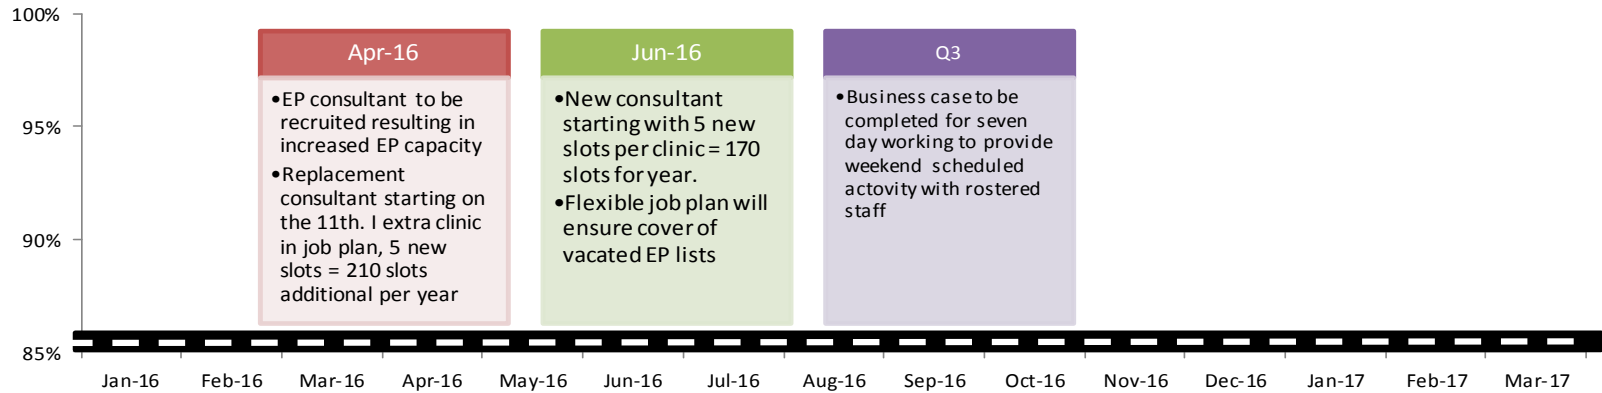 100%
95%
90%
85%
Apr-16
•EP consultant to be
recruited resulting in
increased EP capacity
•Replacement
consultant starting on
the 11th. I extra clinic
in job plan, 5 new
slots = 210 slots
additional per year
Jun-16
•New consultant
starting with 5 new
slots per clinic = 170
slots for year.
•Flexible job plan will
ensure cover of
vacated EP lists
Q3
•Business case to be
completed for seven
day working to provide
weekend scheduled
actovity with rostered
staff
Jan-16 Feb-16 Mar-16 Apr-16 May-16 Jun-16 Jul-16 Aug-16 Sep-16 Oct-16 Nov-16 Dec-16 Jan-17 Feb-17 Mar-17